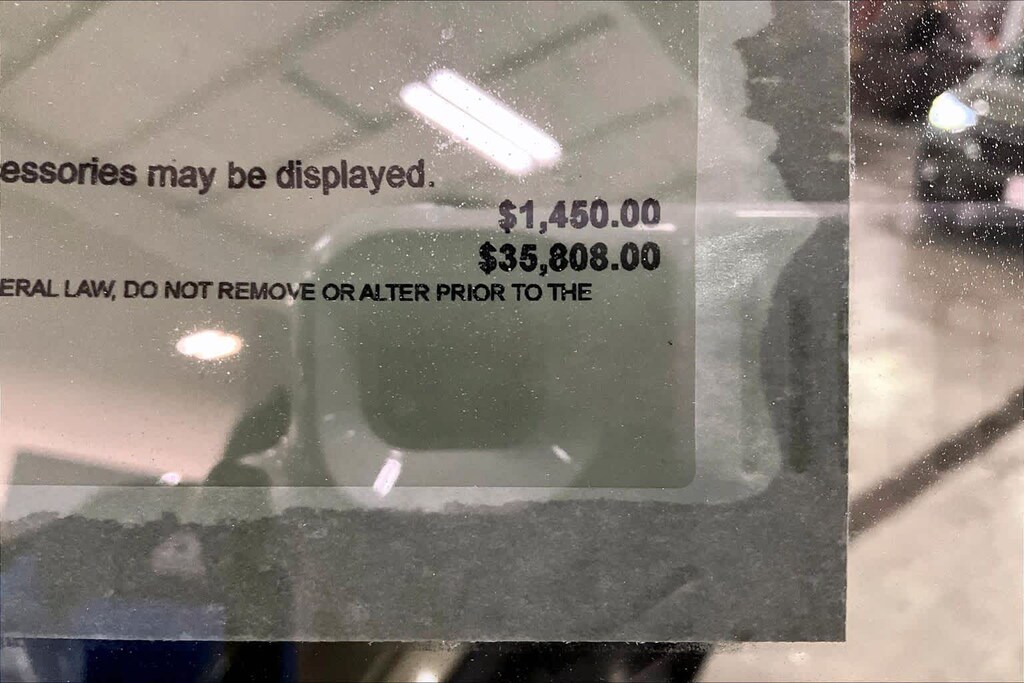 essories may be displayed.
$1,450.00
$35,808.00
ERAL LAW, DO NOT REMOVE OR ALTER PRIOR TO THE